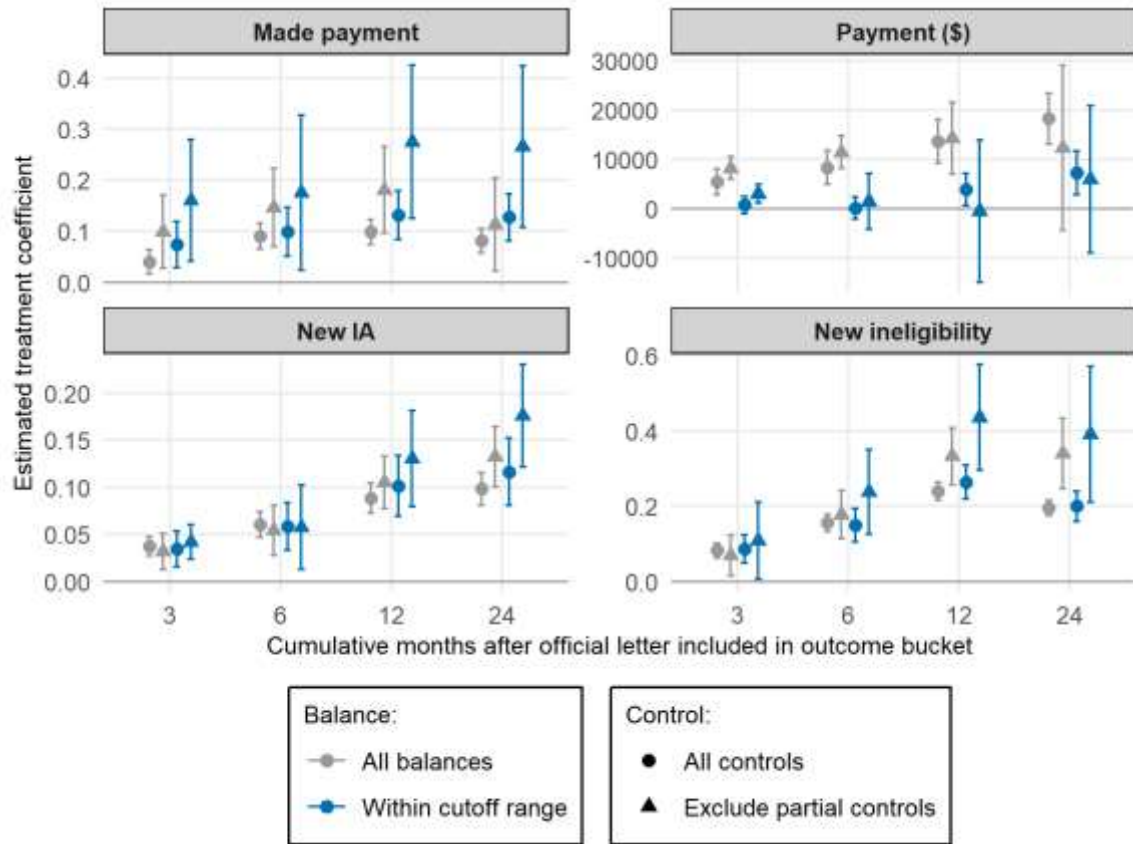 Made payment
Payment ($)
Estimated treatment coefficient
0.4
0.3
0.2
0.1
0.0
30000
20000
10000
0
-10000
New IA
New ineligibility
0.20
0.15
0.10
0.05
0.00
0.6
0.4
0.2
0.0
3 6 12 24
3 6 12 24
Cumulative months after official letter included in outcome bucket
Balance:
All balances
Within cutoff range
Control:
All controls
Exclude partial controls